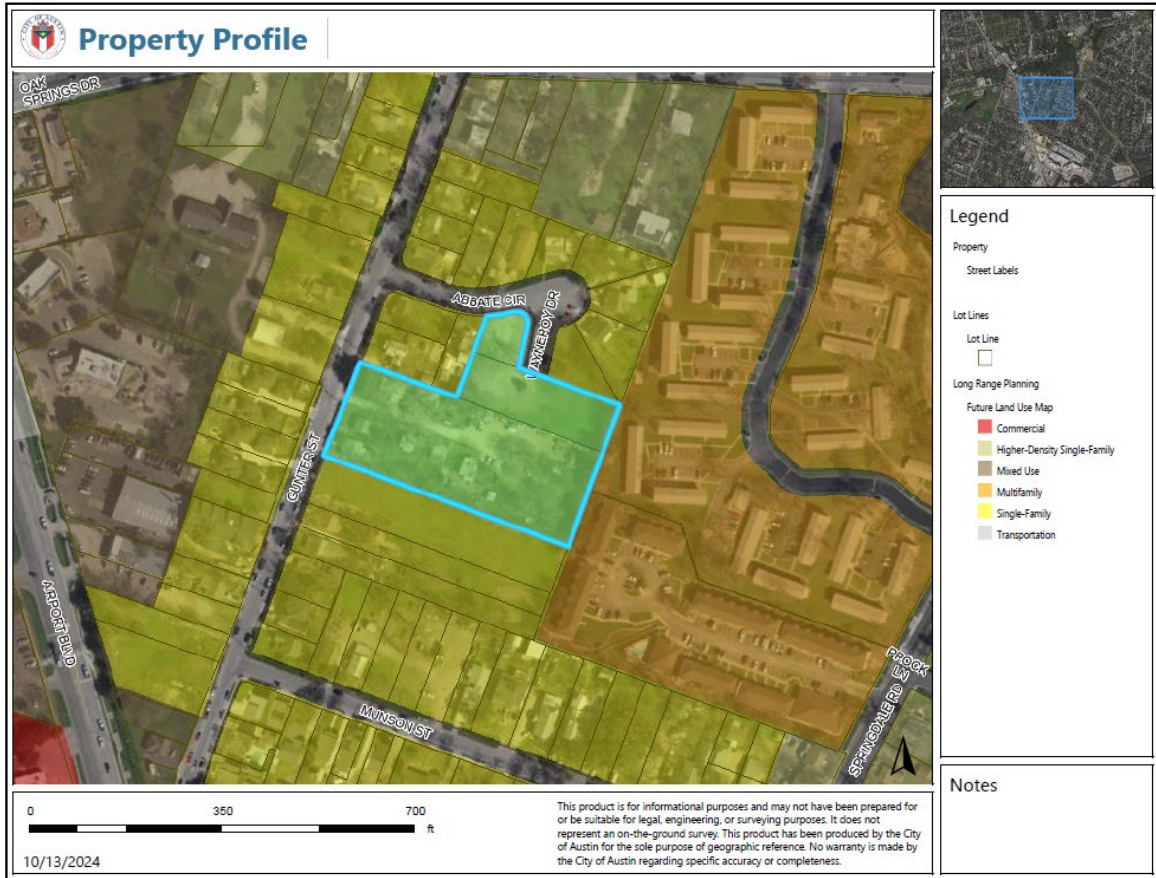 Property Profile
OAK
SPRINGS DR
ABBATE CIR
WAYNEROY DR
GUNTER ST
AIRPORT BLVD
MUNSON ST
PROCK
LN
SPRINGDALE RD
Legend
Property
Street Labels
Lot Lines
Lot Line
Long Range Planning
Future Land Use Map
Commercial
Higher-Density Single-Family
Mixed Use
Multifamily
Single-Family
Transportation
Notes
0 350 700
ft
10/13/2024
This product is for informational purposes and may not have been prepared for
or be suitable for legal, engineering, or surveying purposes. It does not
represent an on-the-ground survey. This product has been produced by the City
of Austin for the sole purpose of geographic reference. No warranty is made by
the City of Austin regarding specific accuracy or completeness.